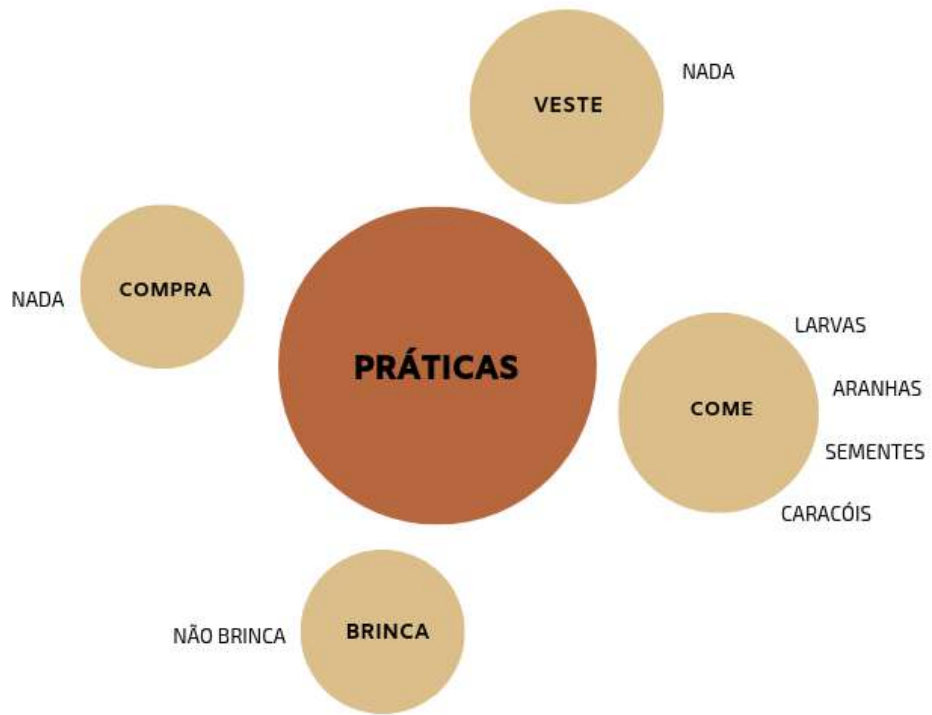 VESTE
NADA
COMPRA
NADA
PRÁTICAS
COME
LARVAS
ARANHAS
SEMENTES
CARACÓIS
BRINCA
NÃO BRINCA